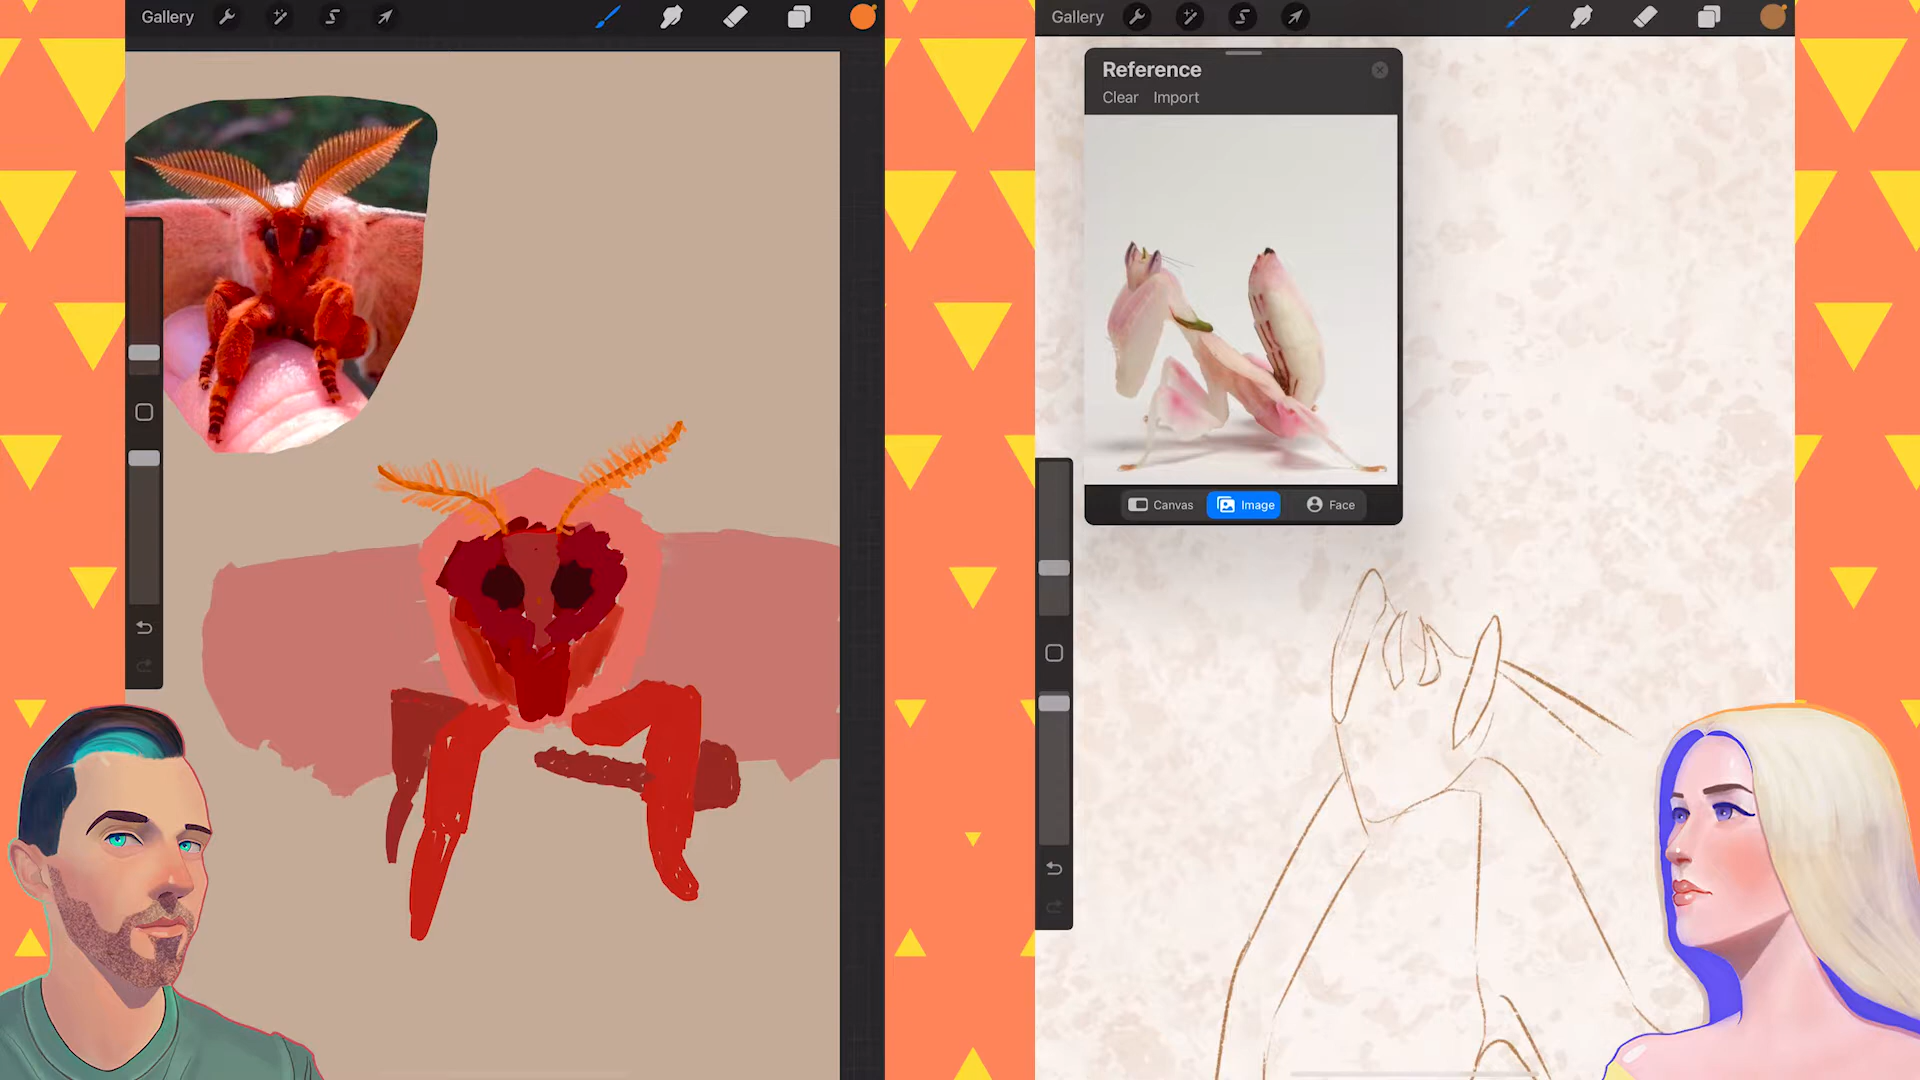 Gallery
Gallery
Reference
Clear Import
Canvas Image Face